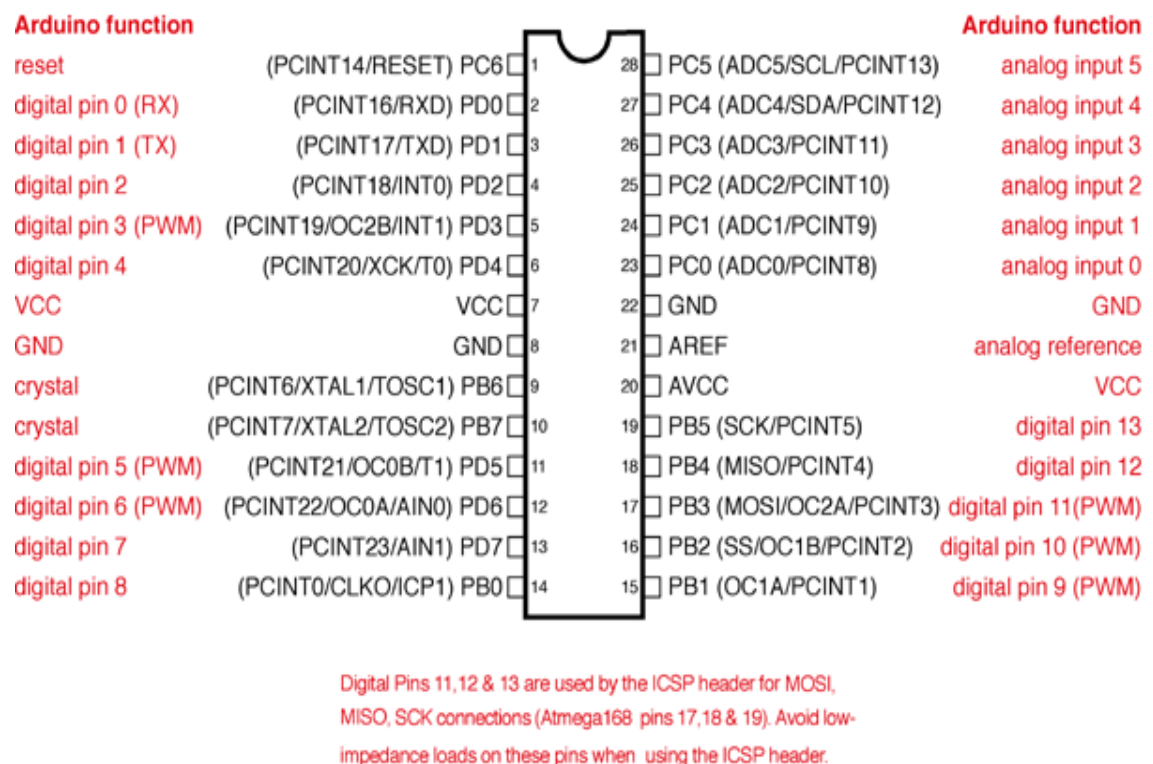 Arduino function Arduino function
reset (PCINT14/RESET) PC6 1 28 PC5 (ADC5/SCL/PCINT13) analog input 5
digital pin 0 (RX) (PCINT16/RXD) PD0 2 27 PC4 (ADC4/SDA/PCINT12) analog input 4
digital pin 1 (TX) (PCINT17/TXD) PD1 3 26 PC3 (ADC3/PCINT11) analog input 3
digital pin 2 (PCINT18/INT0) PD2 4 25 PC2 (ADC2/PCINT10) analog input 2
digital pin 3 (PWM) (PCINT19/OC2B/INT1) PD3 5 24 PC1 (ADC1/PCINT9) analog input 1
digital pin 4 (PCINT20/XCK/T0) PD4 6 23 PC0 (ADC0/PCINT8) analog input 0
VCC VCC 7 22 GND GND
GND GND 8 21 AREF analog reference
crystal (PCINT6/XTAL1/TOSC1) PB6 9 20 AVCC VCC
crystal (PCINT7/XTAL2/TOSC2) PB7 10 19 PB5 (SCK/PCINT5) digital pin 13
digital pin 5 (PWM) (PCINT21/OC0B/T1) PD5 11 18 PB4 (MISO/PCINT4) digital pin 12
digital pin 6 (PWM) (PCINT22/OC0A/AIN0) PD6 12 17 PB3 (MOSI/OC2A/PCINT3) digital pin 11(PWM)
digital pin 7 (PCINT23/AIN1) PD7 13 16 PB2 (SS/OC1B/PCINT2) digital pin 10 (PWM)
digital pin 8 (PCINT0/CLKO/ICP1) PB0 14 15 PB1 (OC1A/PCINT1) digital pin 9 (PWM)
Digital Pins 11,12 & 13 are used by the ICSP header for MOSI,
MISO, SCK connections (Atmega168 pins 17,18 & 19). Avoid low-
impedance loads on these pins when using the ICSP header.